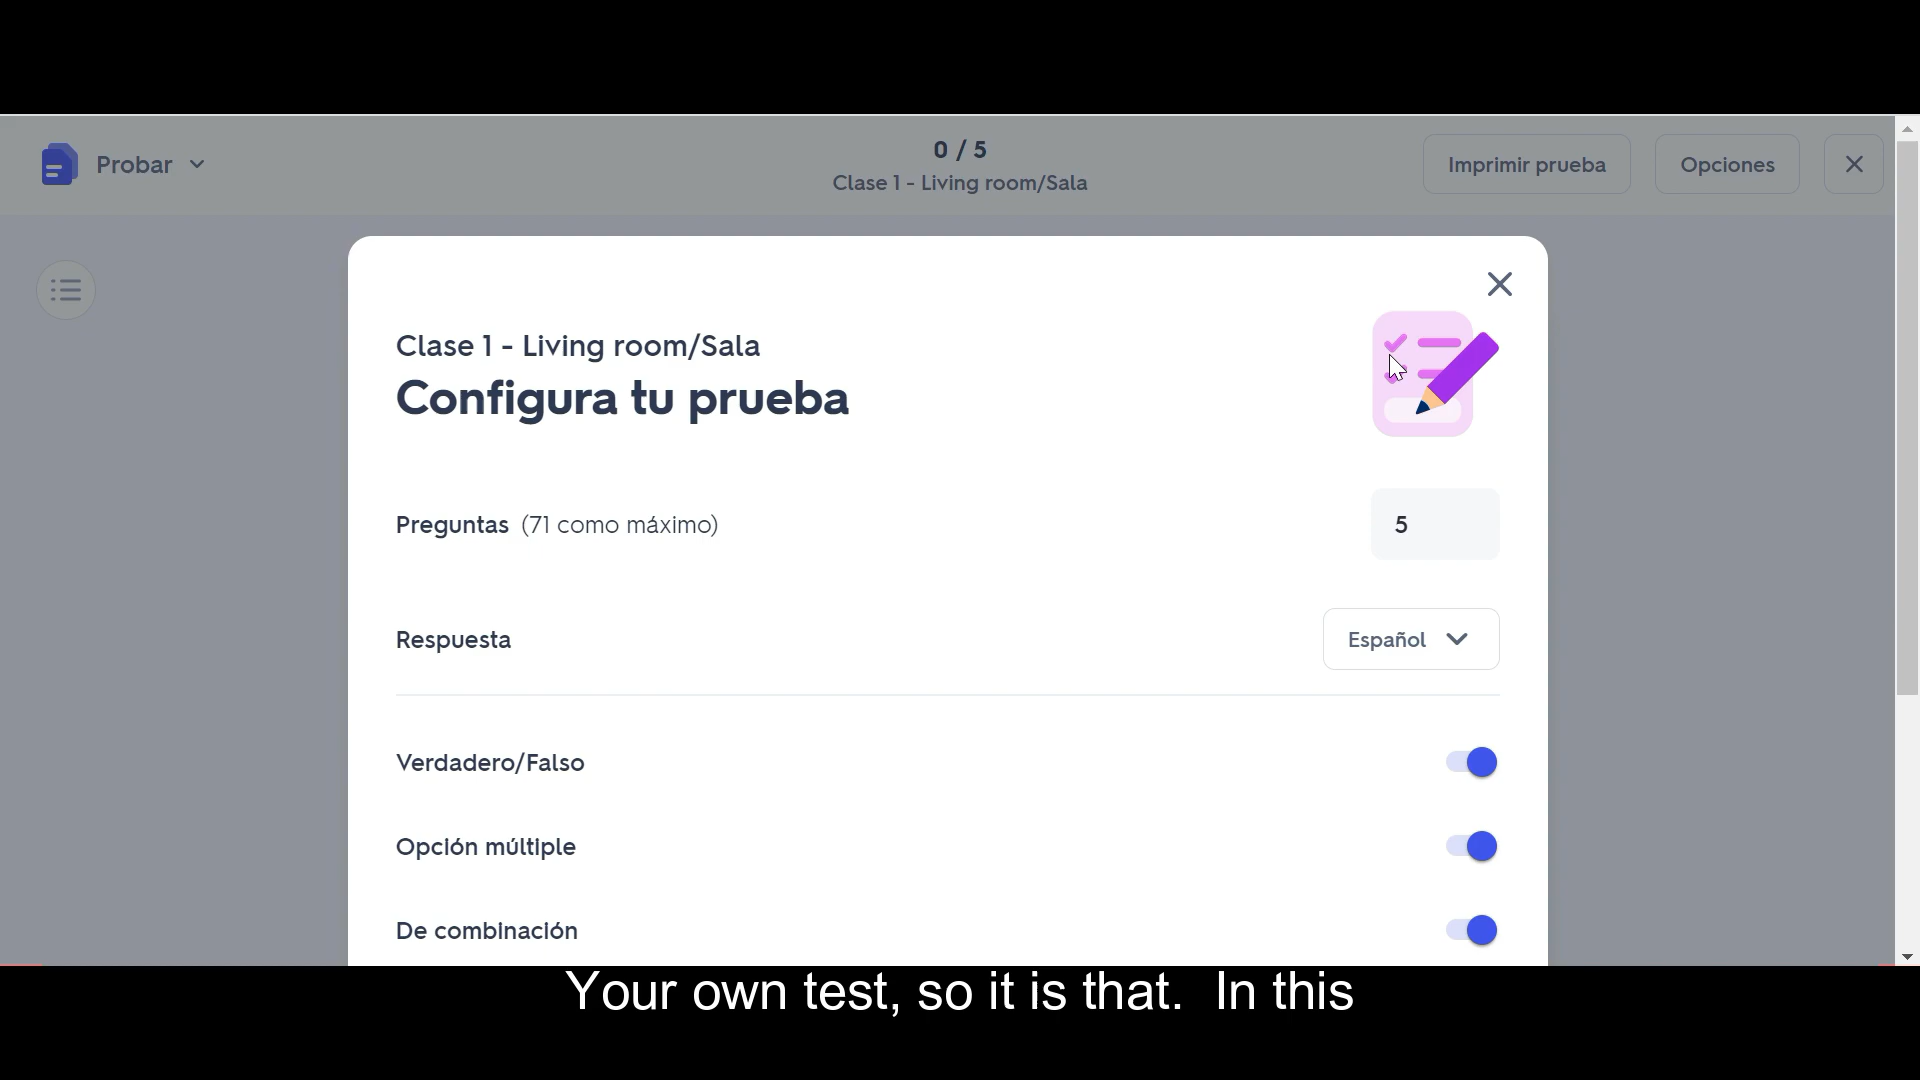 Probar
0 / 5
Clase 1 - Living room/Sala
Imprimir prueba
Opciones
Clase 1 - Living room/Sala
Configura tu prueba
Preguntas (71 como máximo)
5
Respuesta
Español
Verdadero/Falso
Opción múltiple
De combinación
Your own test, so it is that. In this